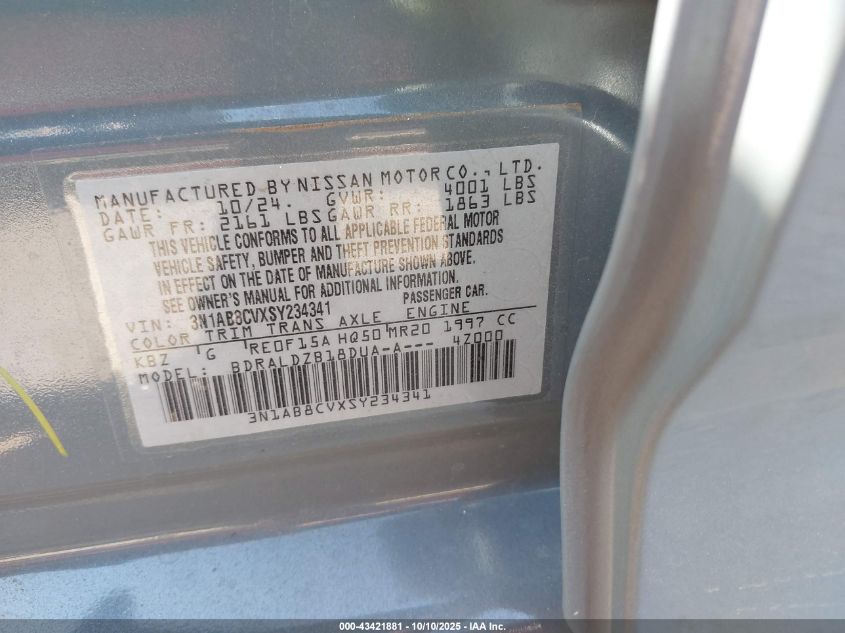 MANUFACTURED BY NISSAN MOTOR CO., LTD.
DATE: 10/24. GVWR: 4001 LBS
GAWR FR: 2161 LBS GAWR RR: 1863 LBS
THIS VEHICLE CONFORMS TO ALL APPLICABLE FEDERAL MOTOR
VEHICLE SAFETY, BUMPER AND THEFT PREVENTION STANDARDS
IN EFFECT ON THE DATE OF MANUFACTURE SHOWN ABOVE.
SEE OWNER'S MANUAL FOR ADDITIONAL INFORMATION.
VIN: 3N1AB8CVXSY234341 PASSENGER CAR.
COLOR TRIM TRANS AXLE ENGINE
KBZ G RE0F15A HQ50 MR20 1997 CC
MODEL: BDRALDZB18DUA-A--- 4Z000
3N1AB8CVXSY234341
000-43421881 - 10/10/2025 - IAA Inc.